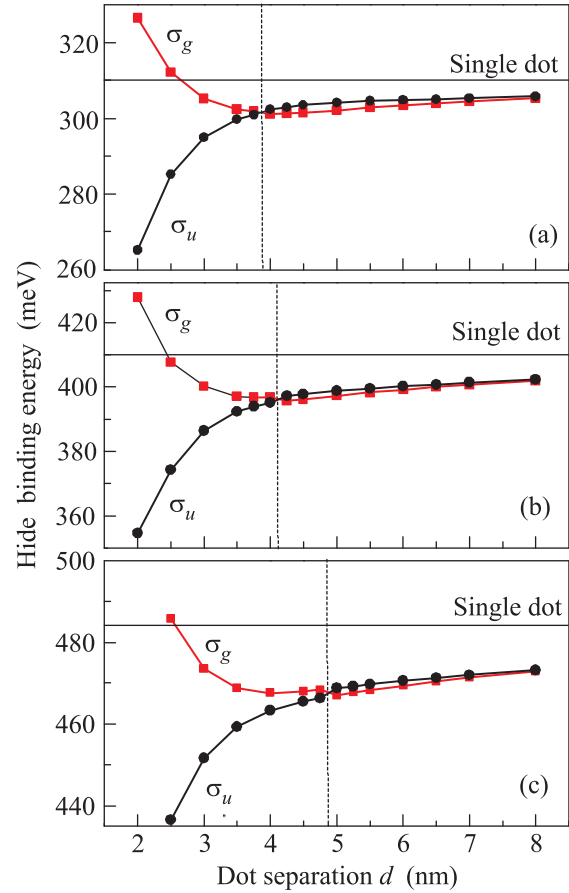 320
300
280
260
σg
σu
Single dot
(a)
Hide binding energy (meV)
420
400
380
360
σg
σu
Single dot
(b)
500
480
460
440
σg
σu
Single dot
(c)
2 3 4 5 6 7 8
Dot separation d (nm)